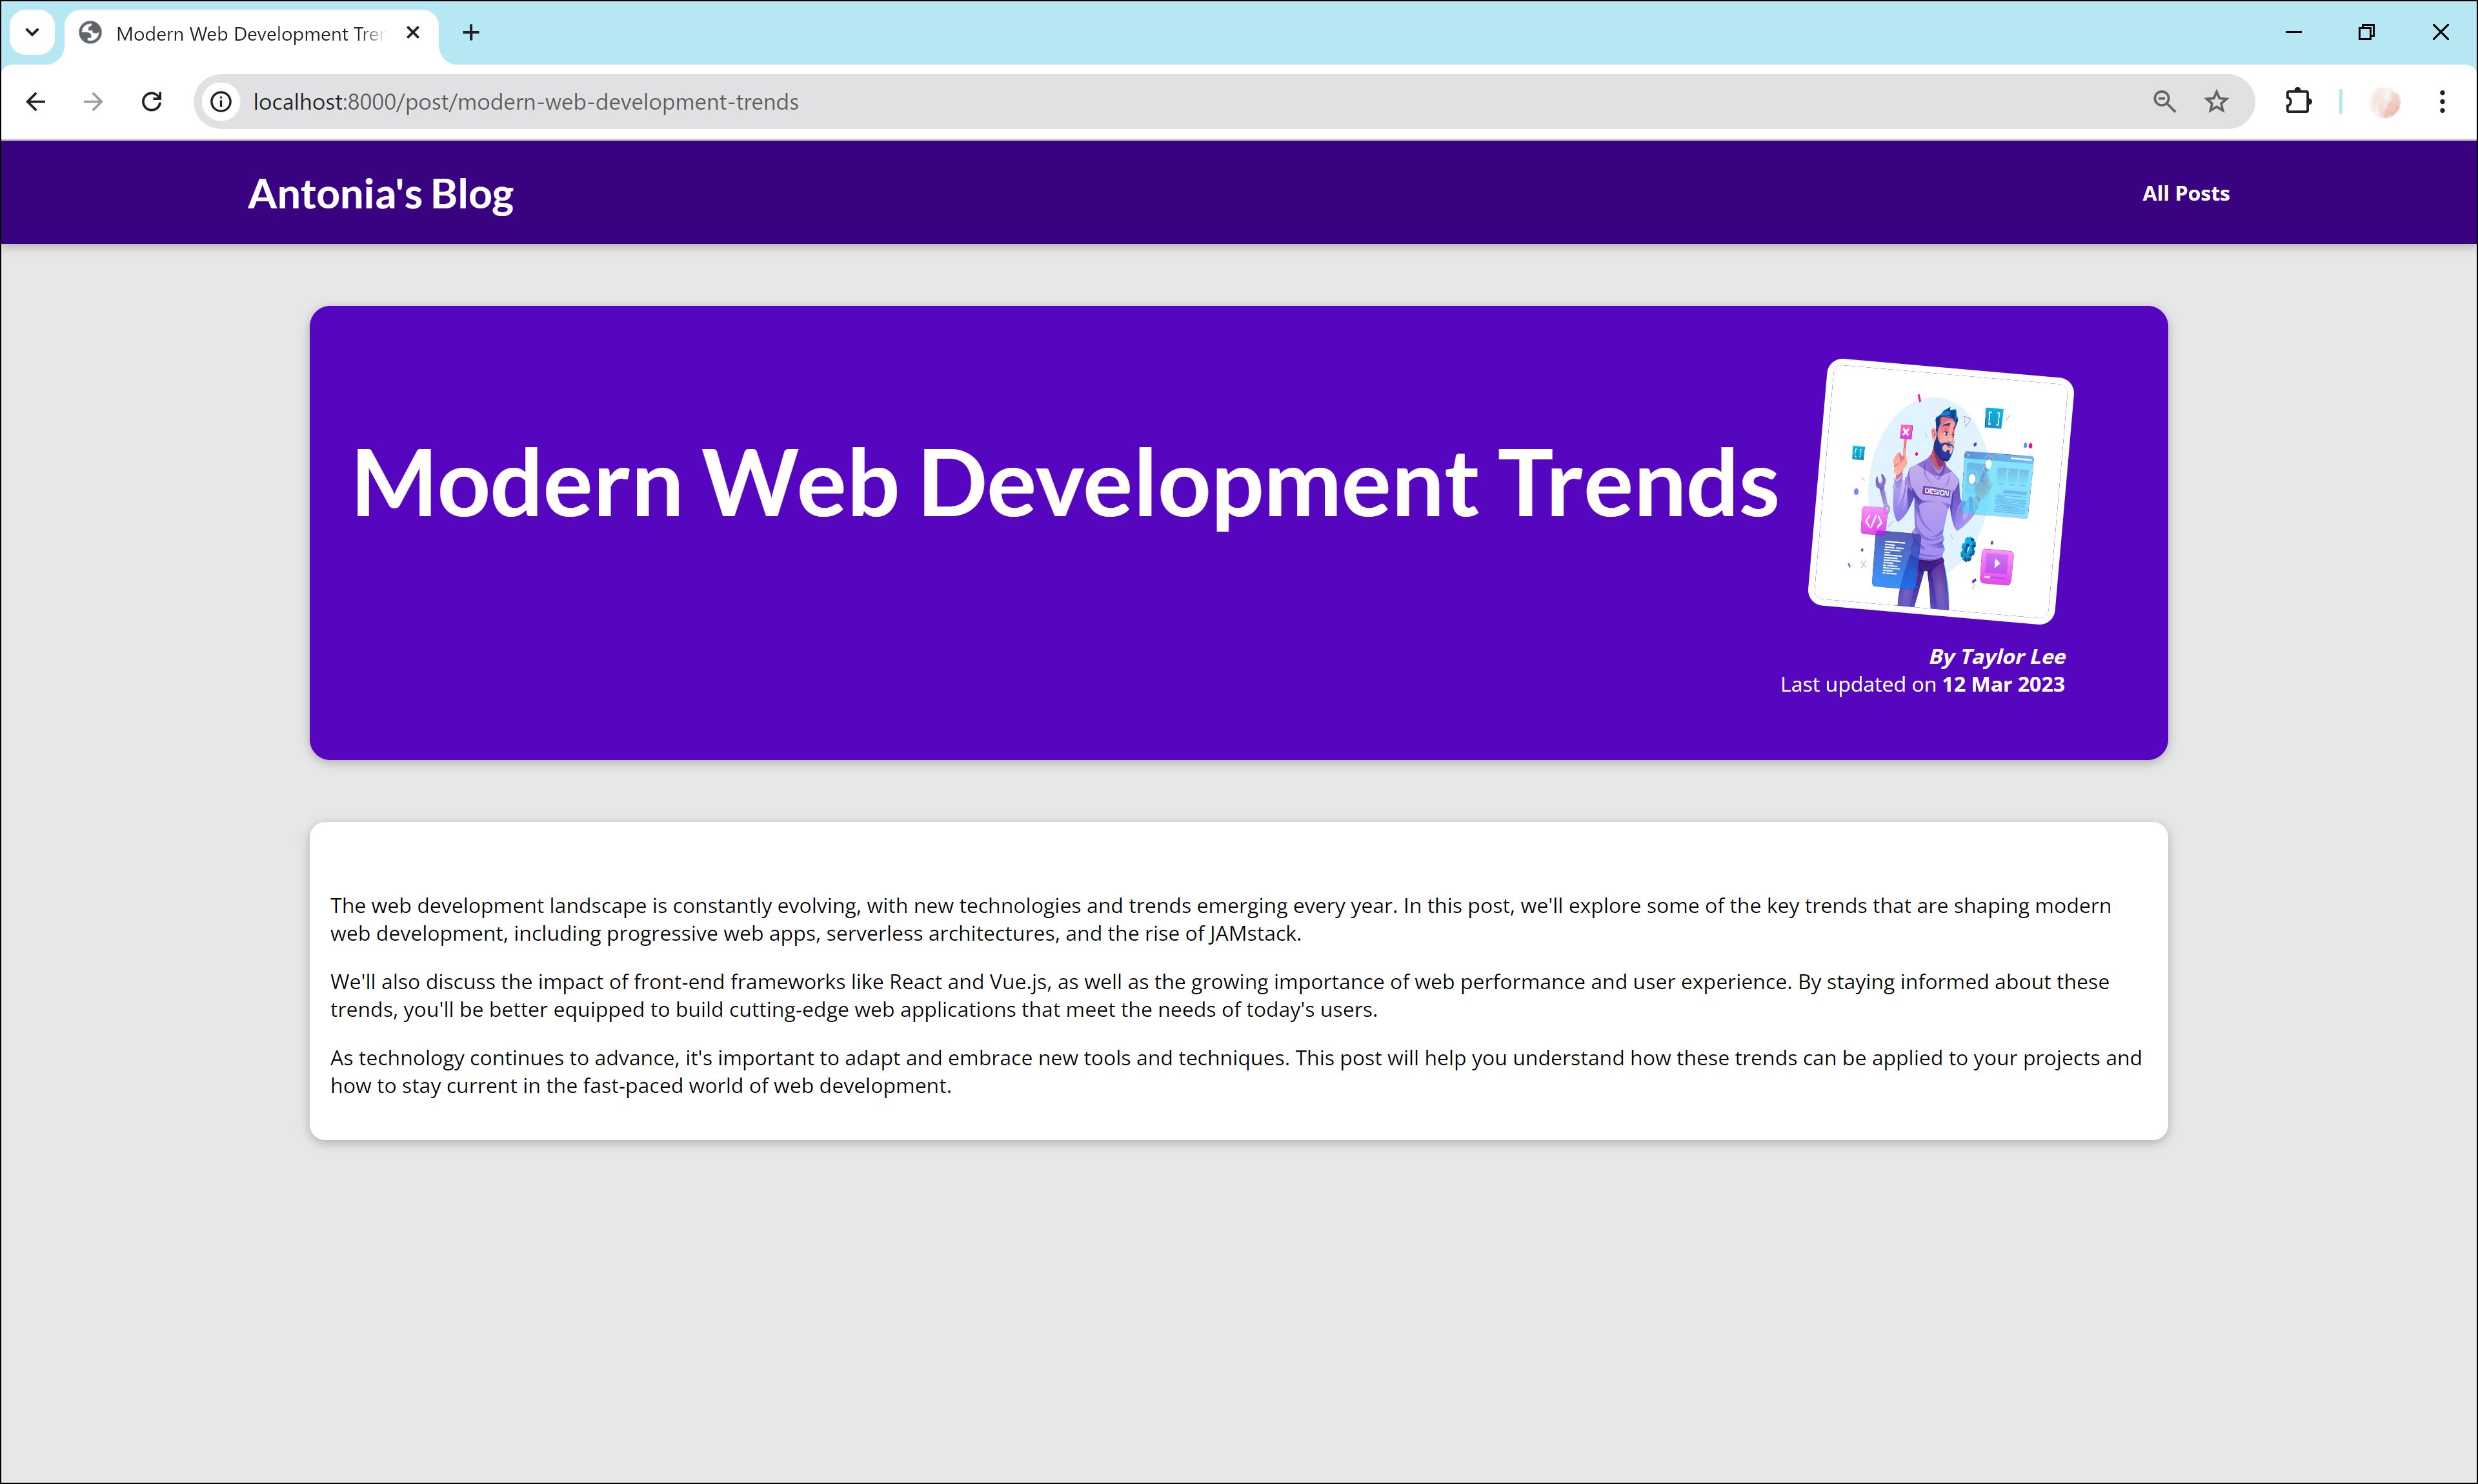 Modern Web Development Tre
localhost:8000/post/modern-web-development-trends
Antonia's Blog
All Posts
Modern Web Development Trends
DESIGN
By Taylor Lee
Last updated on 12 Mar 2023
The web development landscape is constantly evolving, with new technologies and trends emerging every year. In this post, we'll explore some of the key trends that are shaping modern
web development, including progressive web apps, serverless architectures, and the rise of JAMstack.
We'll also discuss the impact of front-end frameworks like React and Vue.js, as well as the growing importance of web performance and user experience. By staying informed about these
trends, you'll be better equipped to build cutting-edge web applications that meet the needs of today's users.
As technology continues to advance, it's important to adapt and embrace new tools and techniques. This post will help you understand how these trends can be applied to your projects and
how to stay current in the fast-paced world of web development.